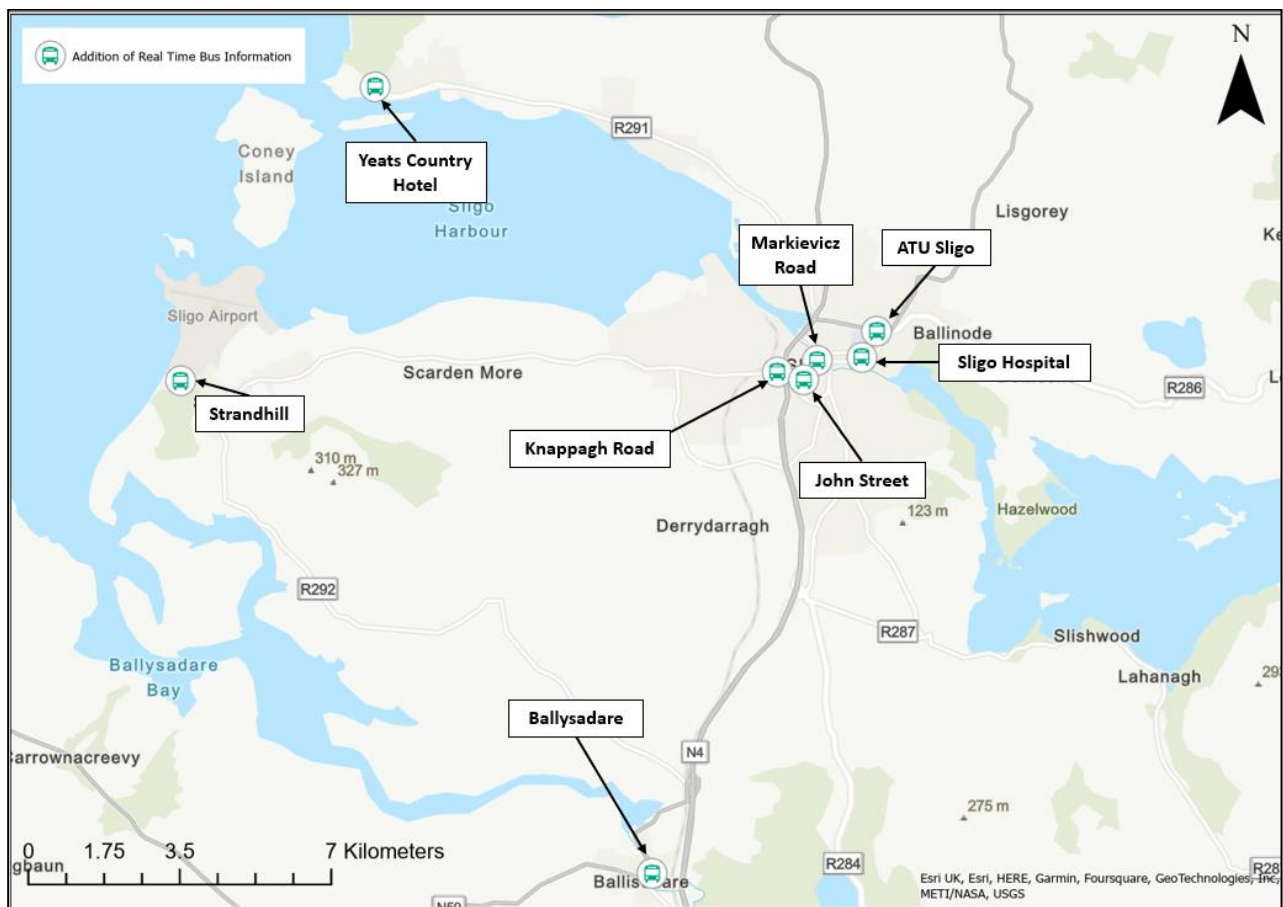 Addition of Real Time Bus Information
N
R291
Coney
Island
Yeats Country
Hotel
Sligo
Harbour
Lisgorey
Markievicz
Road
ATU Sligo
Sligo Airport
Ballinode
Sligo Hospital
Scarden More
R286
Strandhill
Knappagh Road
John Street
310 m
327 m
123 m
Hazelwood
Derrydarragh
R292
R287
Slishwood
Ballysadare
Bay
Lahanagh
Ballysadare
N4
275 m
0 1.75 3.5 7 Kilometers
R284
N59
Esri UK, Esri, HERE, Garmin, Foursquare, GeoTechnologies, Inc,
METI/NASA, USGS